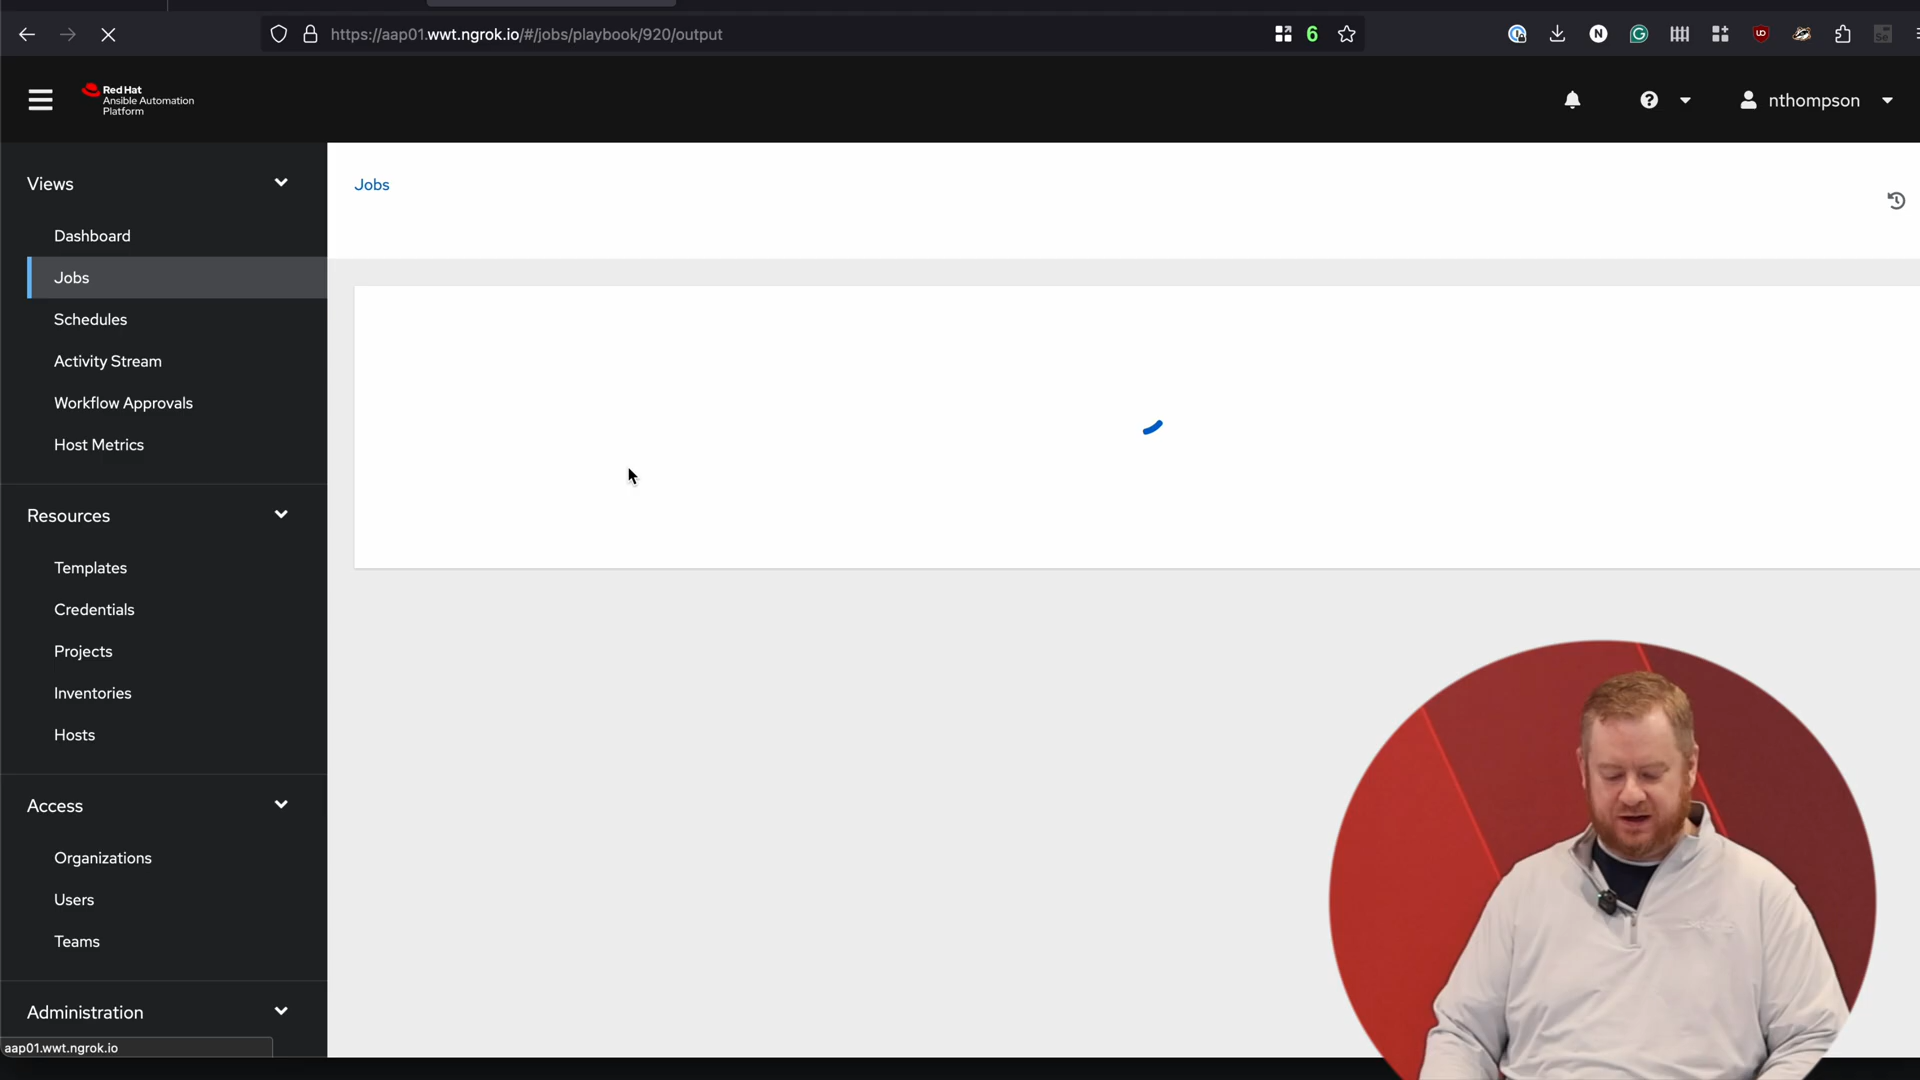 https://aap01.wwt.ngrok.io/#/jobs/playbook/920/output
6
Red Hat
Ansible Automation
Platform
nthompson
Views
Dashboard
Jobs
Schedules
Activity Stream
Workflow Approvals
Host Metrics
Resources
Templates
Credentials
Projects
Inventories
Hosts
Access
Organizations
Users
Teams
Administration
aap01.wwt.ngrok.io
Jobs